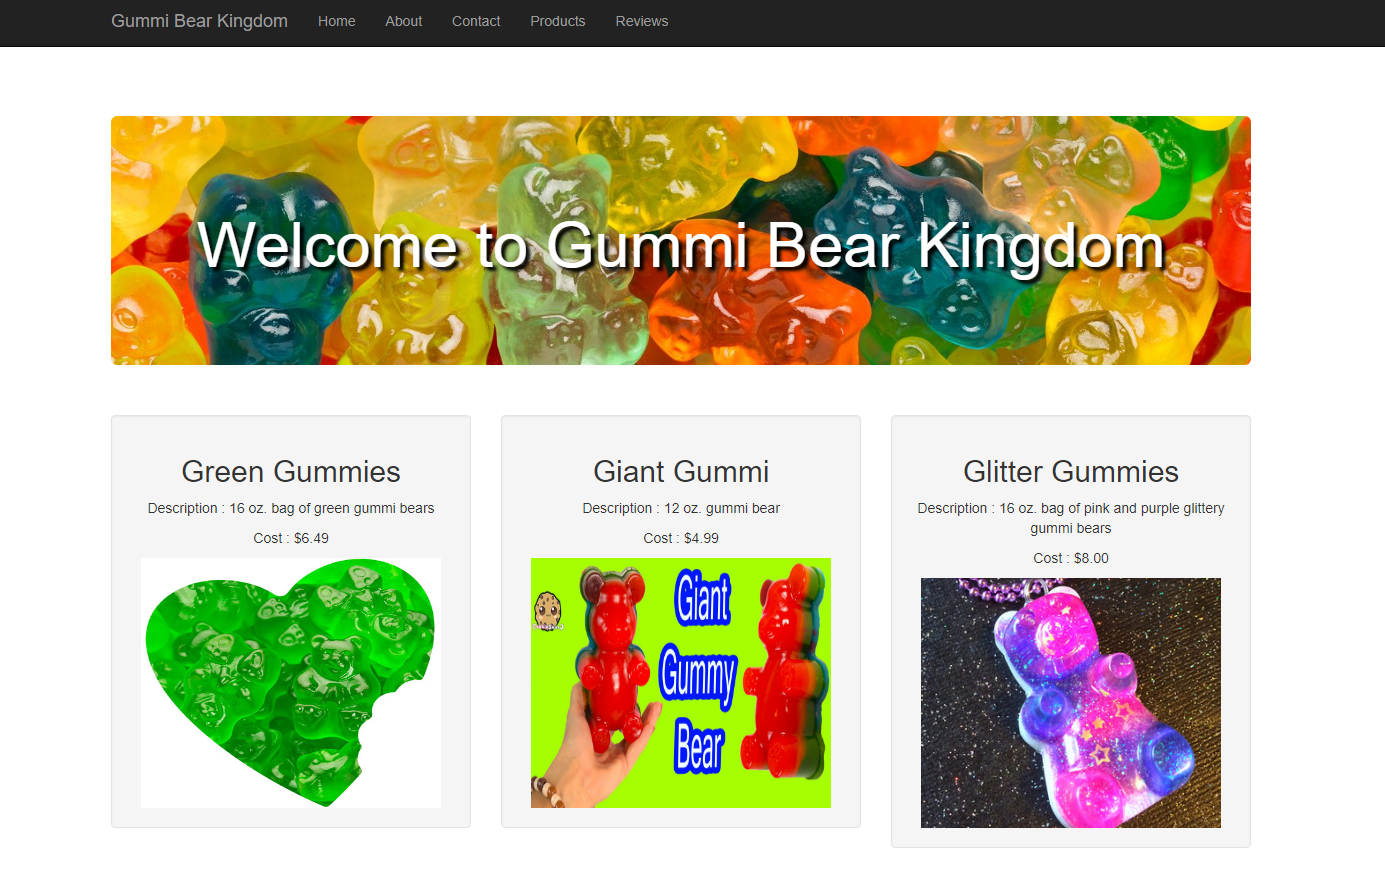 Gummi Bear Kingdom Home About Contact Products Reviews
Welcome to Gummi Bear Kingdom
Green Gummies
Description : 16 oz. bag of green gummi bears
Cost : $6.49
Giant Gummi
Description : 12 oz. gummi bear
Cost : $4.99
Giant
Gummy
Bear
Glitter Gummies
Description : 16 oz. bag of pink and purple glittery
gummi bears
Cost : $8.00